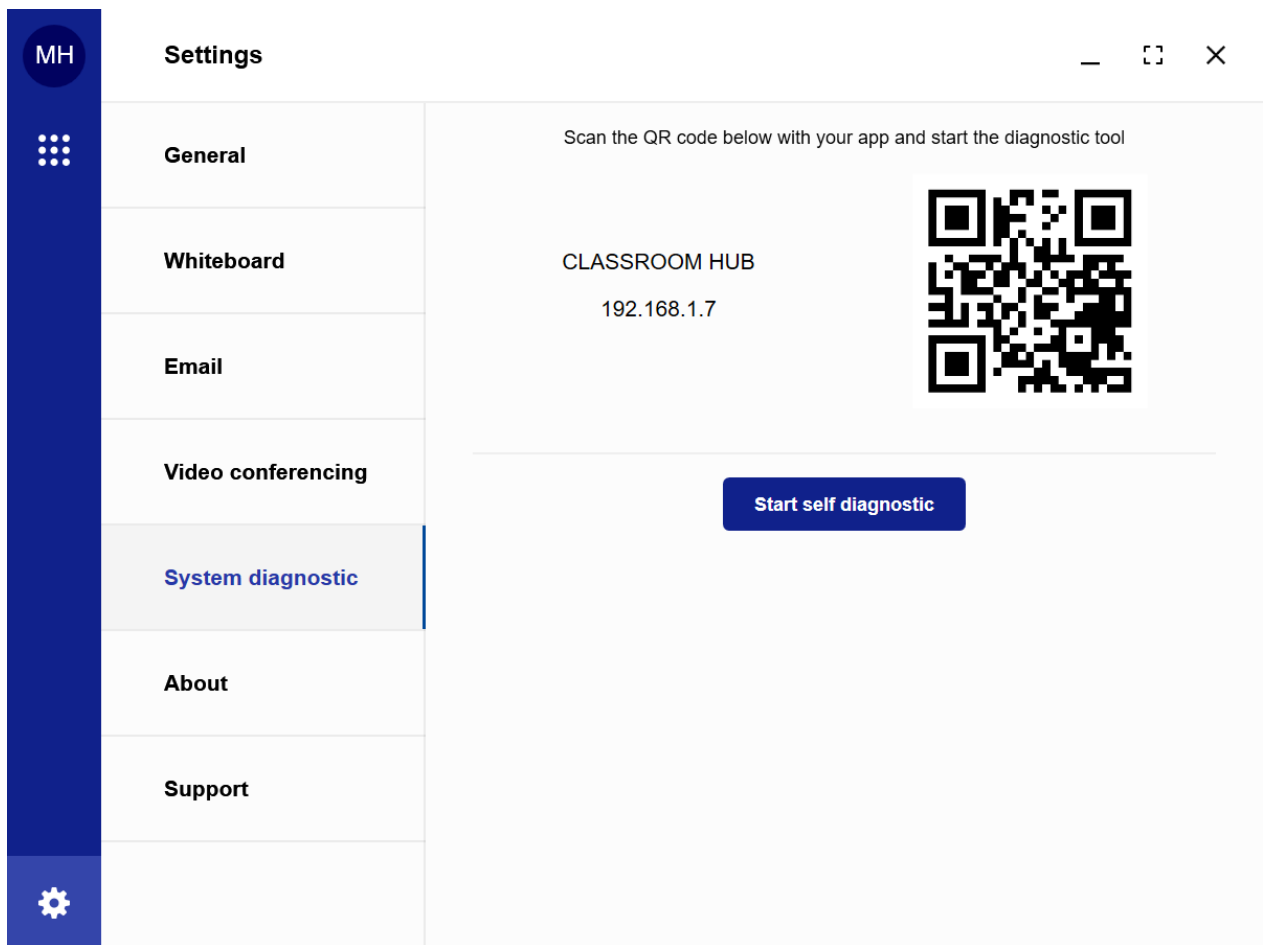 MH
Settings
General
Whiteboard
Email
Video conferencing
System diagnostic
About
Support
Scan the QR code below with your app and start the diagnostic tool
CLASSROOM HUB
192.168.1.7
Start self diagnostic